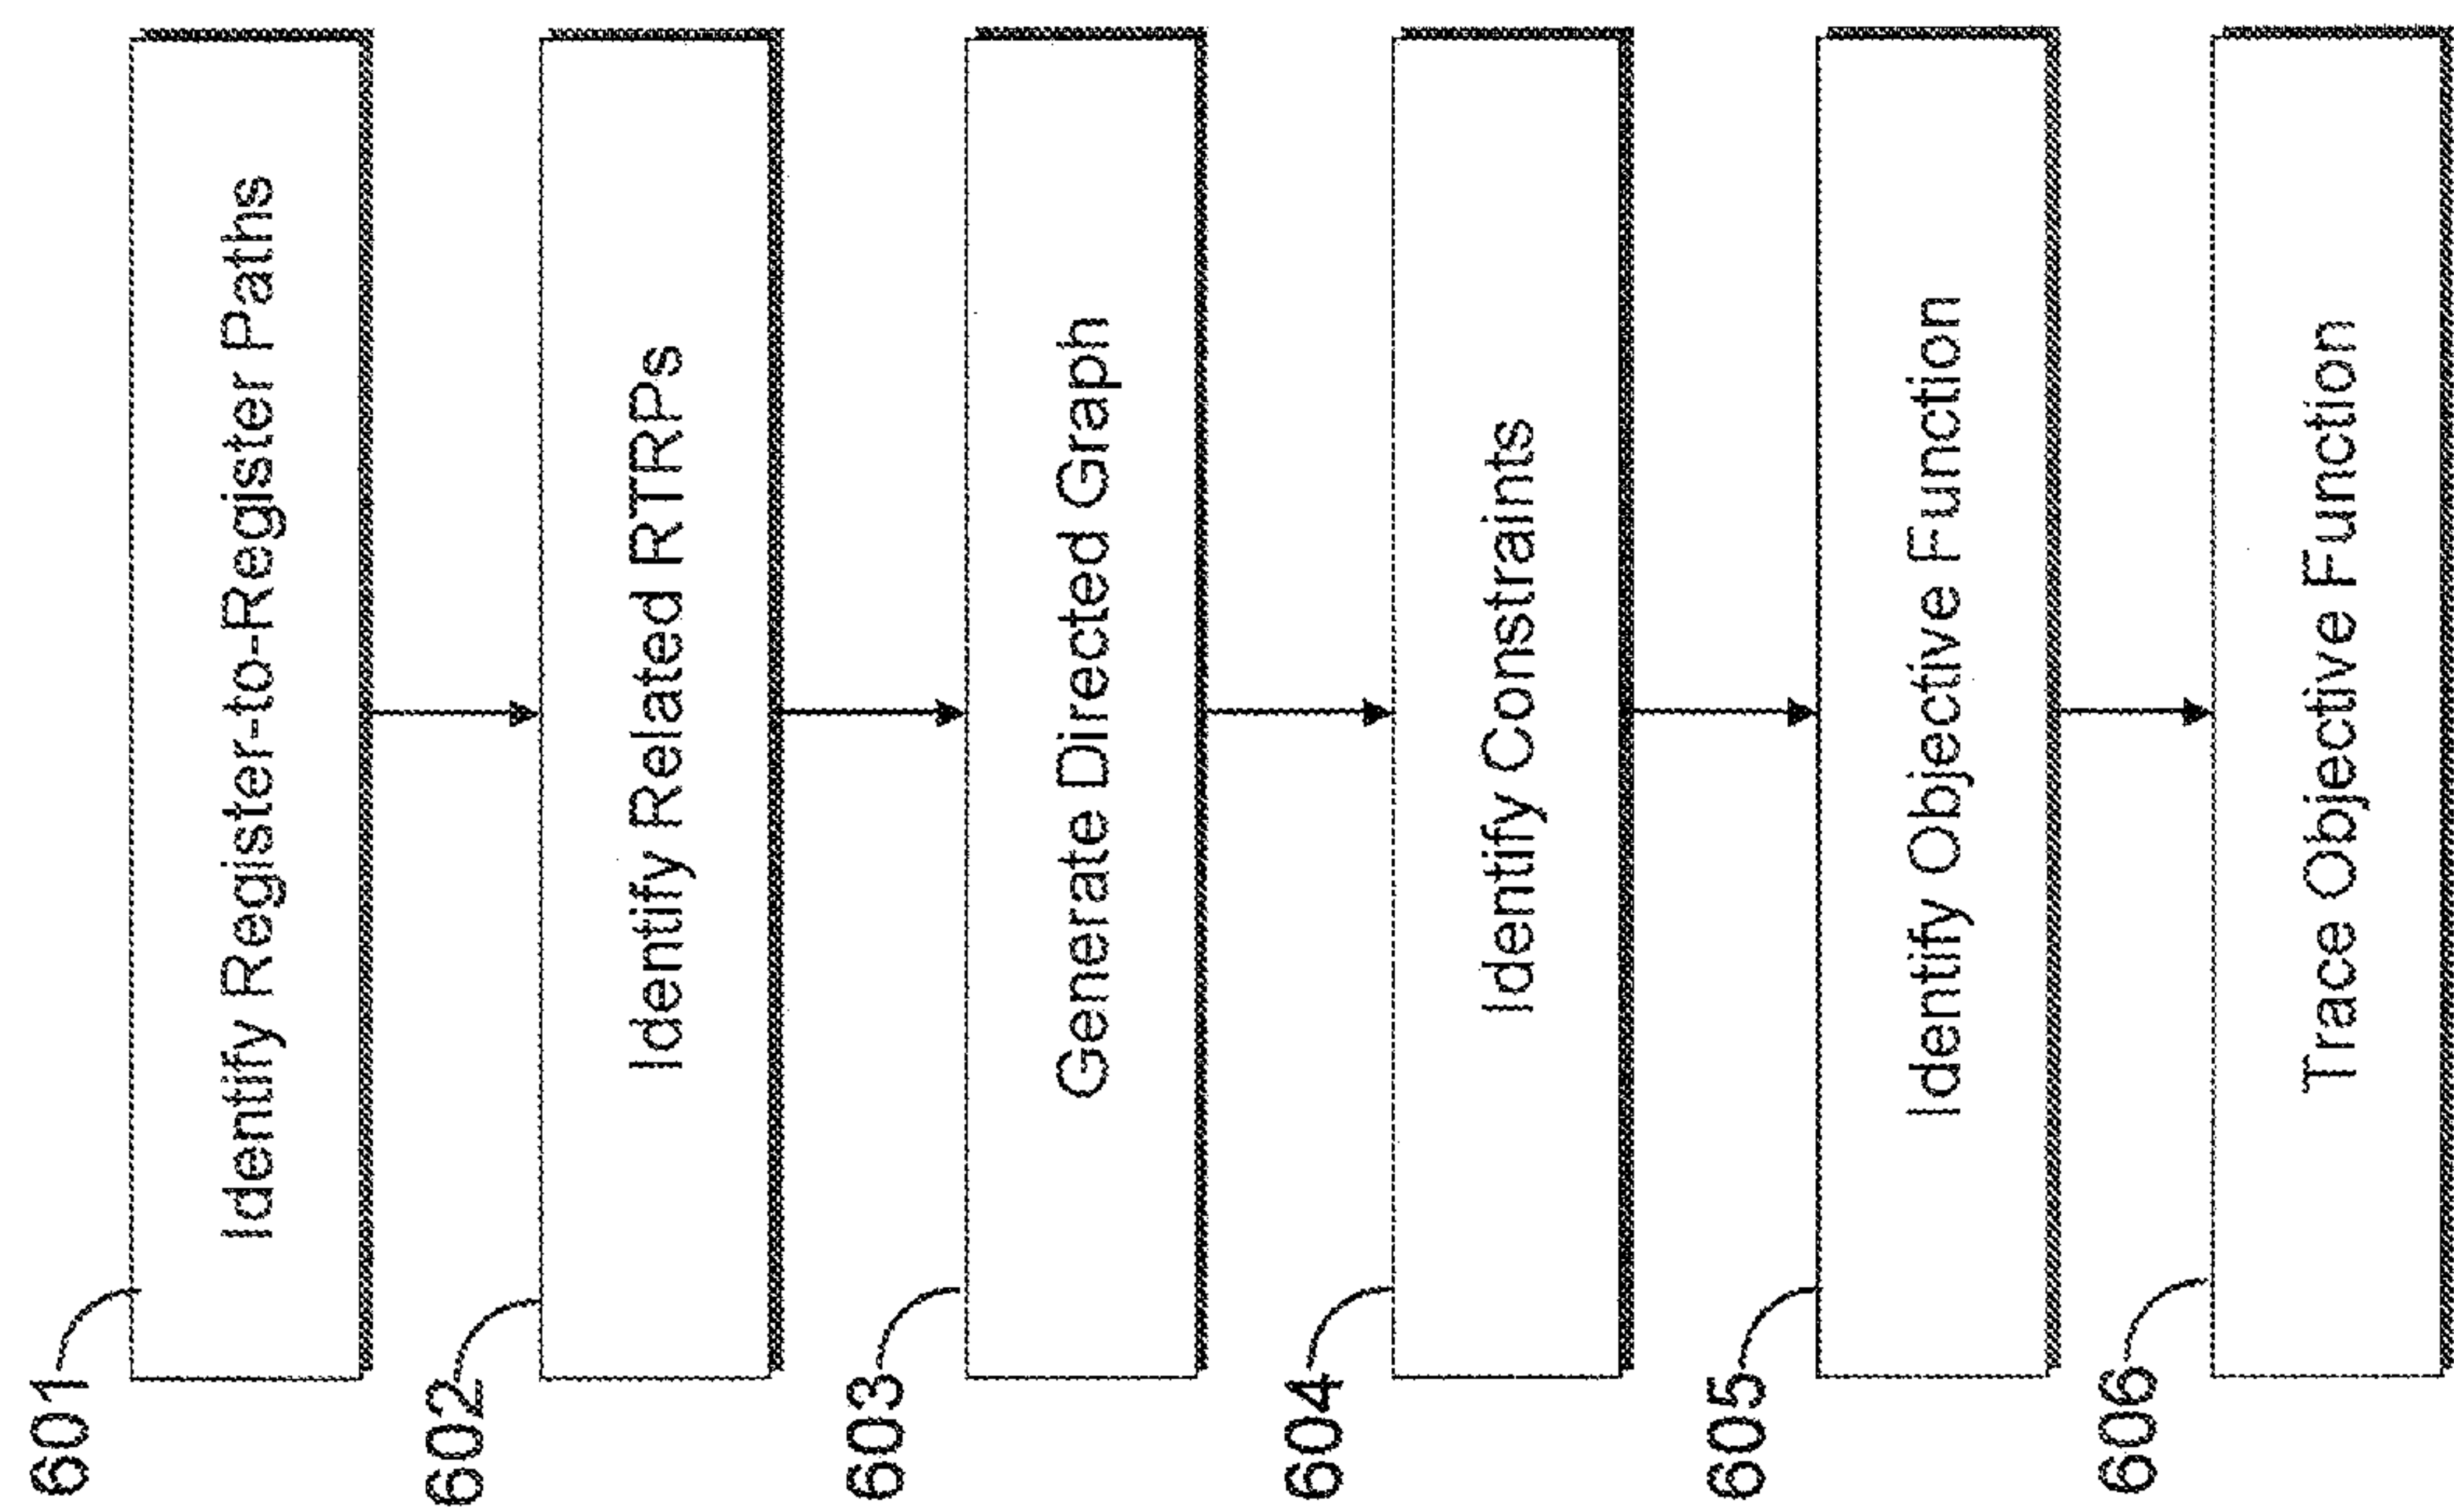 601
Identify Register-to-Register Paths
602
Identify Related RTRPs
603
Generate Directed Graph
604
Identify Constraints
605
Identify Objective Function
606
Trace Objective Function